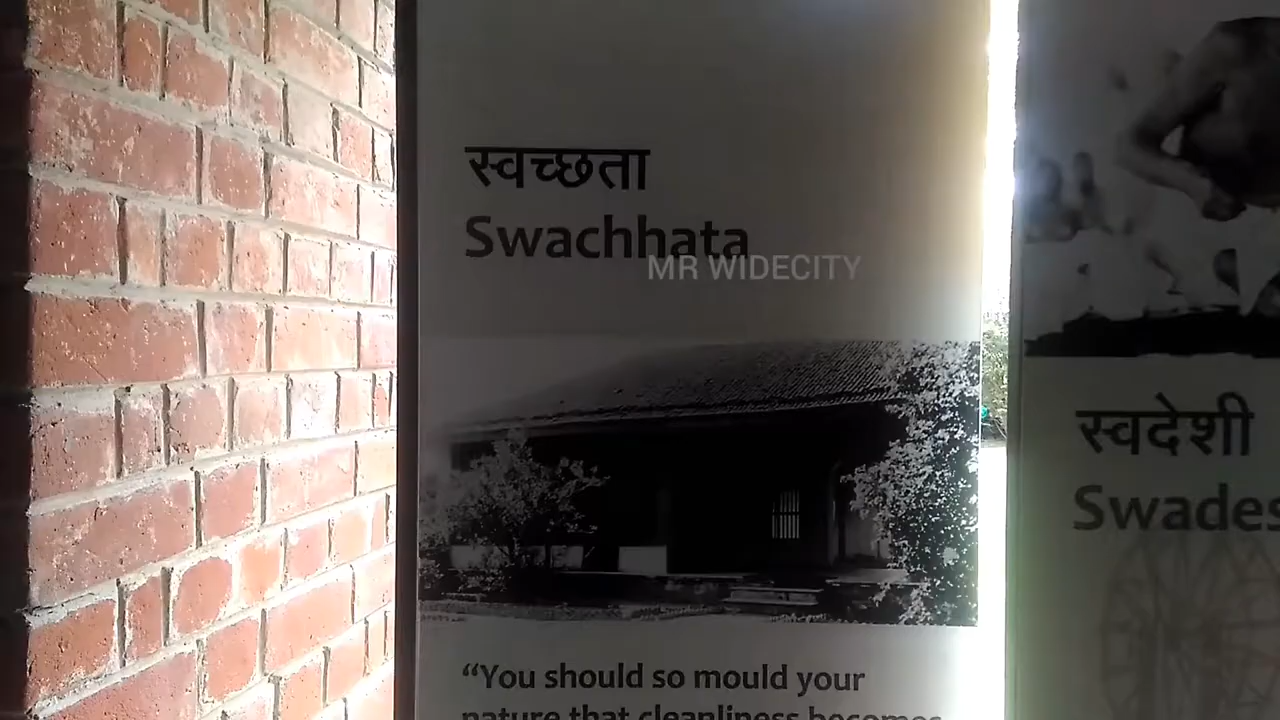 स्वच्छता
Swachhata
MR WIDECITY
“You should so mould your
nature that cleanliness becomes
स्वदेशी
Swades